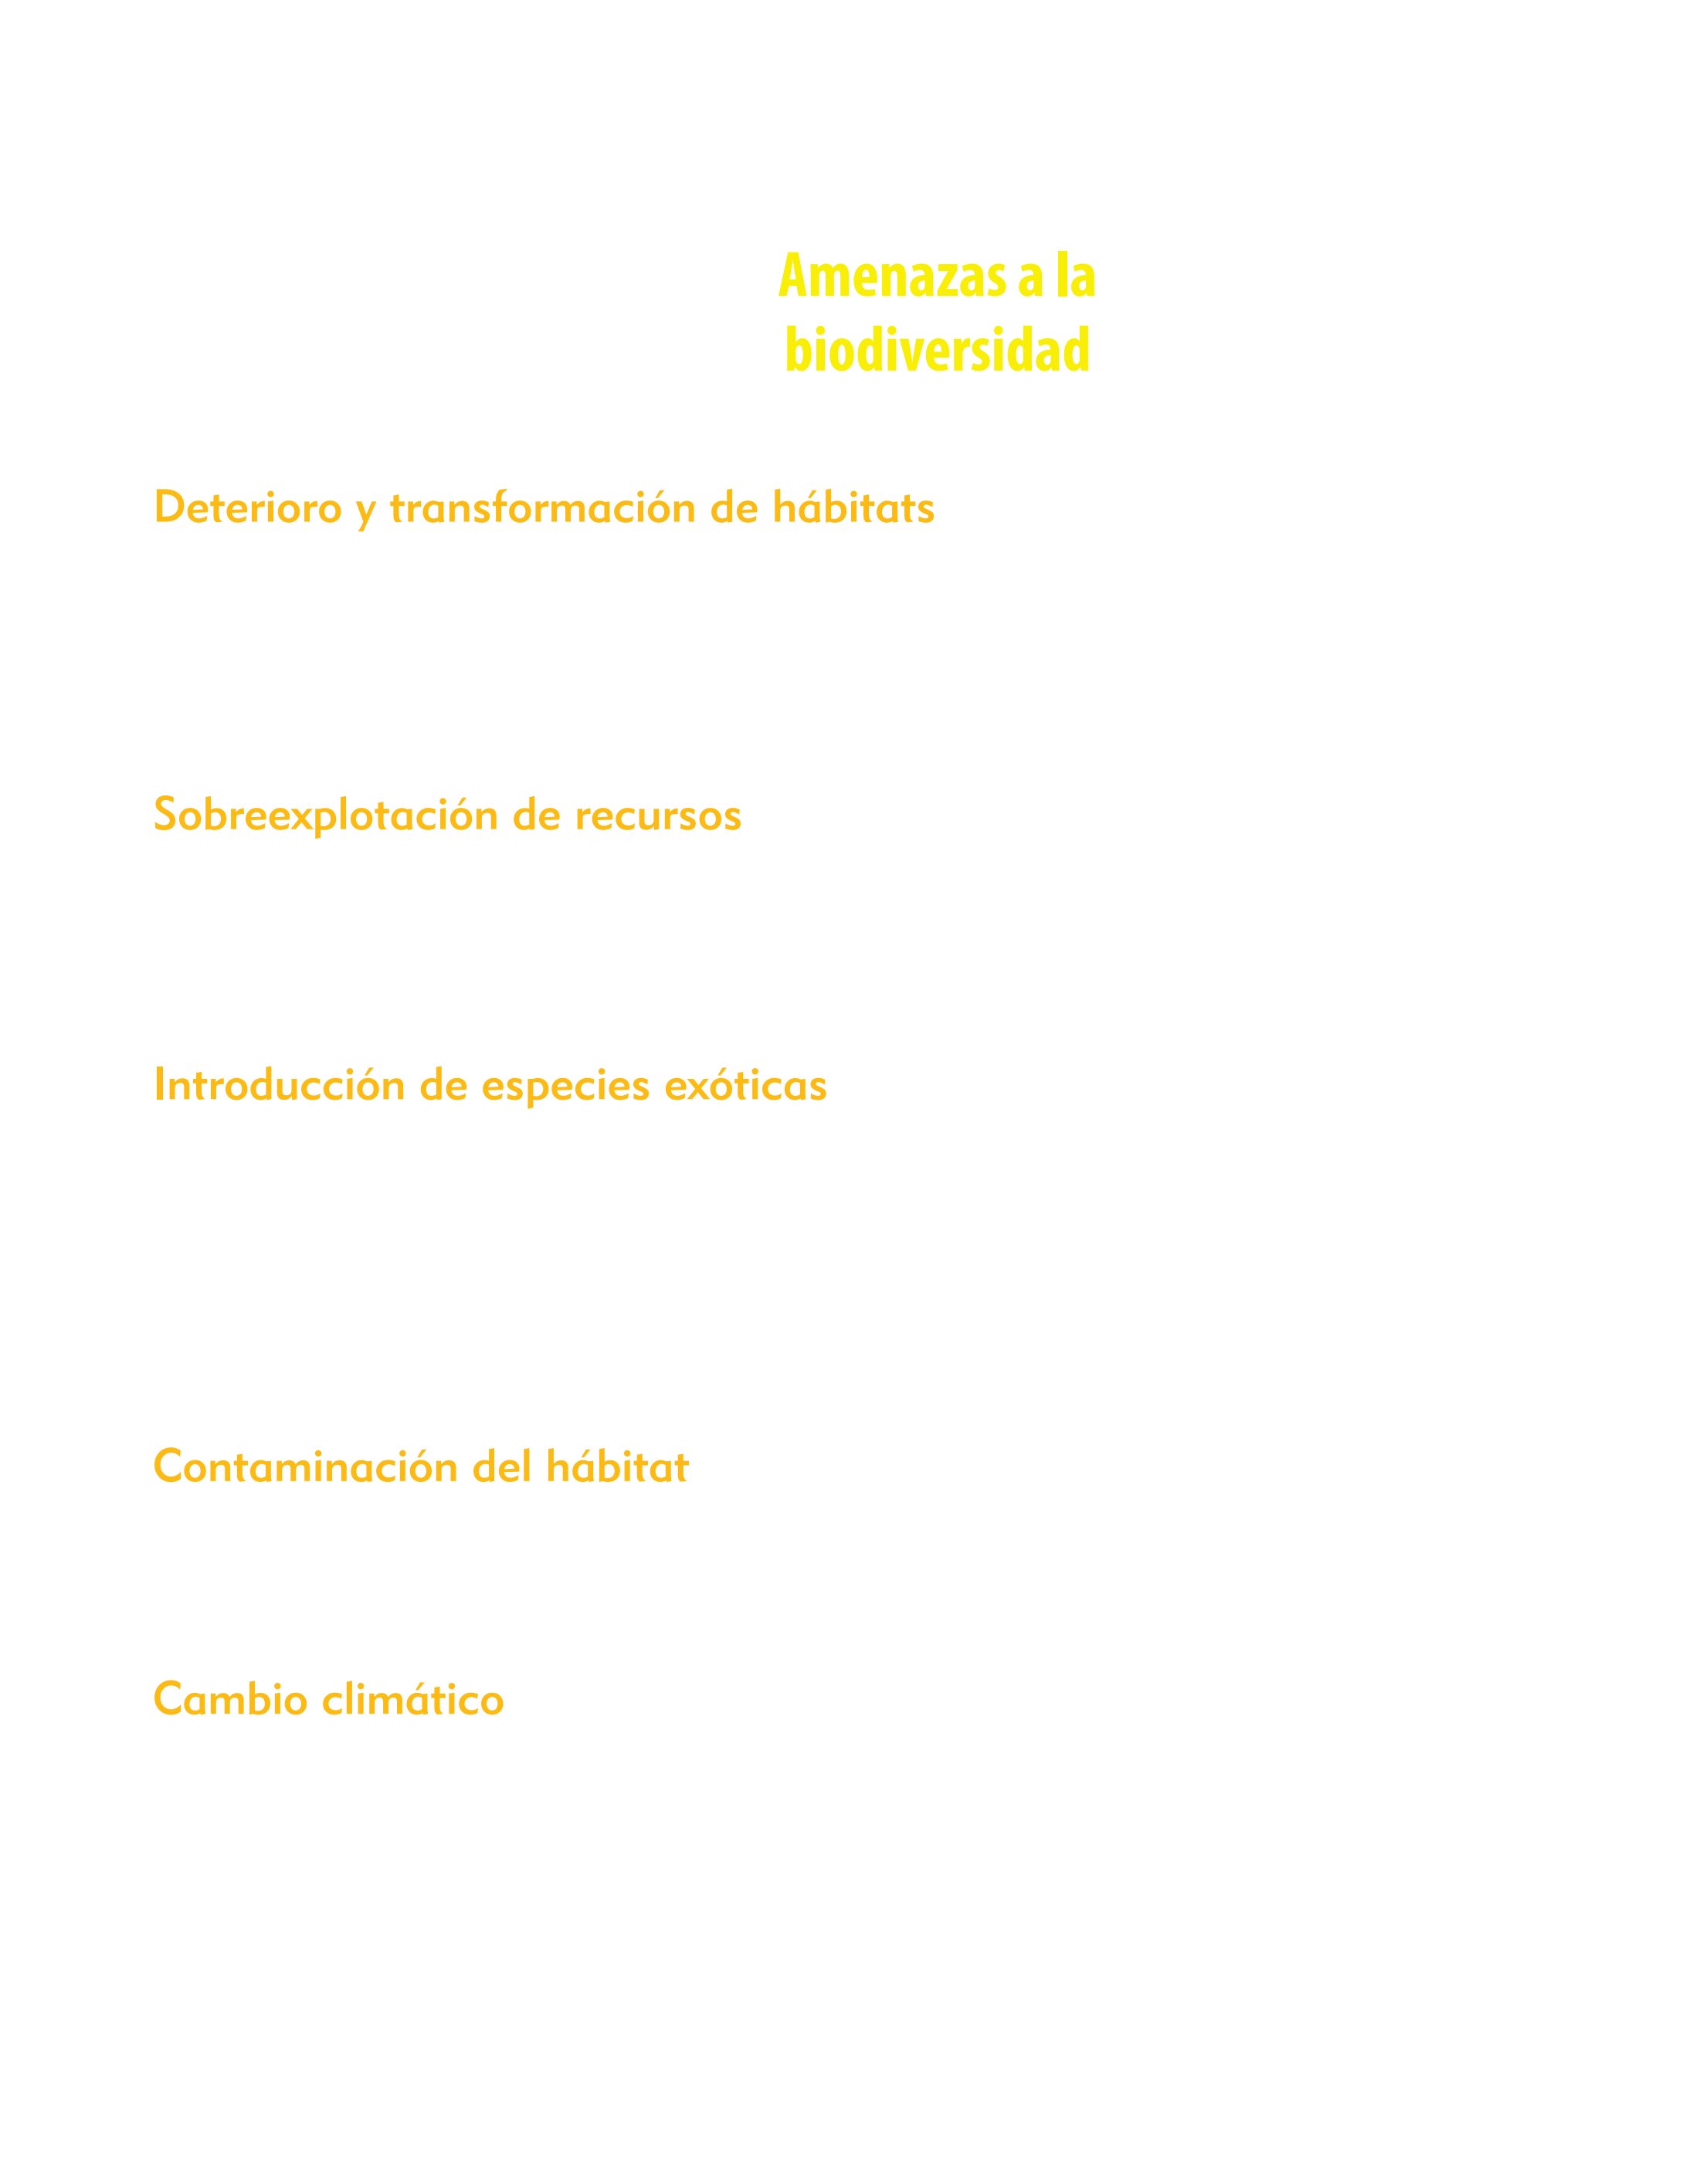 Amenazas a la
biodiversidad
Deterioro y transformación de hábitats
Sobreexplotación de recursos
Introducción de especies exóticas
Contaminación del hábitat
Cambio climático